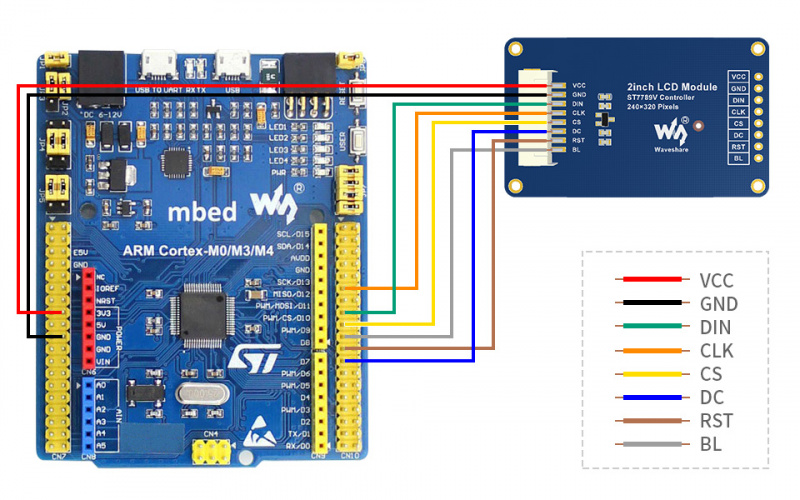 JP1
JP3
JP2
USB TO UART RXTX
USB
RESET
DC 6-12V
LED1
LED2
LED3
LED4
PWR
USER
JP4
JP5
mbed
®
ARM Cortex-M0/M3/M4
E5V
GND
NC
IOREF
NRST
3V3
5V
GND
GND
VIN
POWER
CN6
A0
A1
A2
A3
A4
A5
AIN
CN7
CN8
SCL/D15
SDA/D14
AVDD
GND
SCK/D13
MISO/D12
PWM/MOSI/D11
PWM/CS/D10
PWM/D9
D8
D7
PWM/D6
PWM/D5
D4
PWM/D3
D2
TX/D1
RX/D0
CN9
CN10
CN4
ST
VCC
GND
DIN
CLK
CS
DC
RST
BL
2inch LCD Module
ST7789V Controller
240×320 Pixels
®
Waveshare
VCC
GND
DIN
CLK
CS
DC
RST
BL
VCC
GND
DIN
CLK
CS
DC
RST
BL